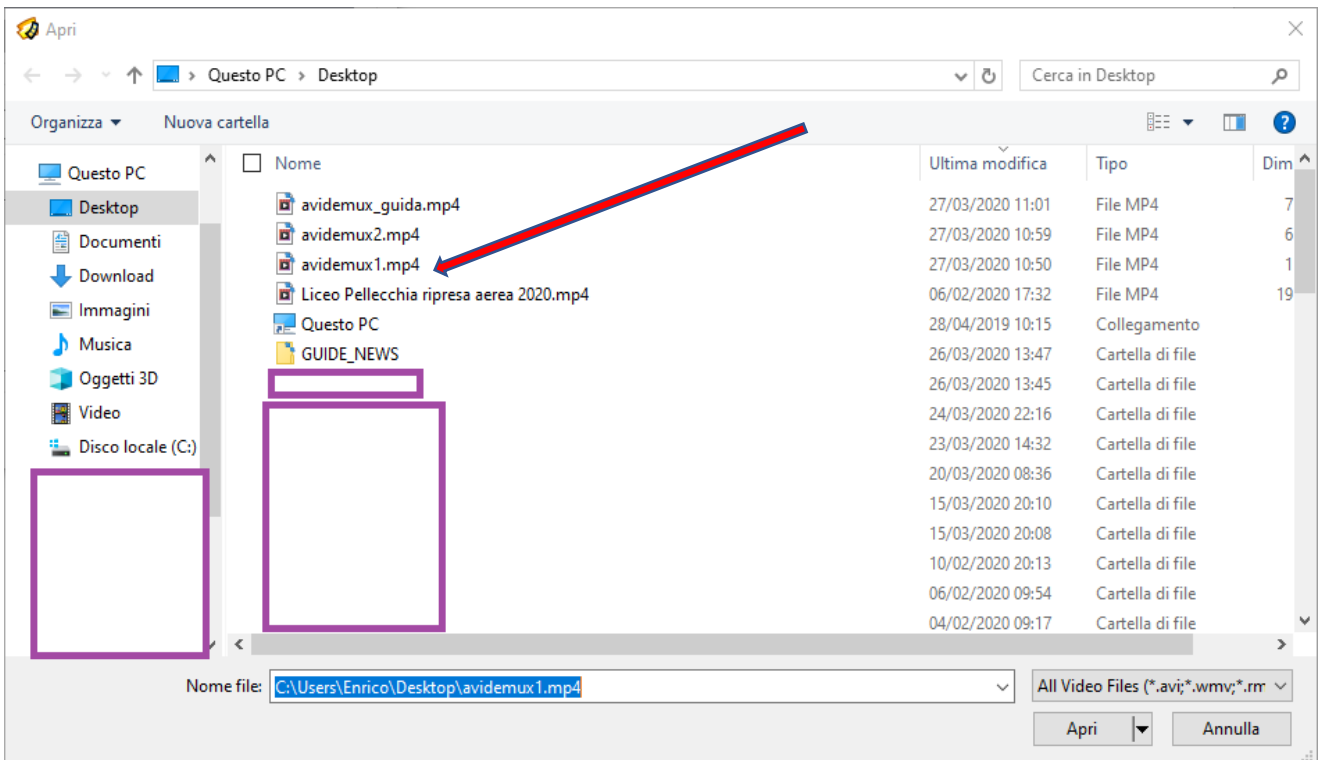 Apri
Questo PC > Desktop
Cerca in Desktop
Organizza
Nuova cartella
Questo PC
Desktop
Documenti
Download
Immagini
Musica
Oggetti 3D
Video
Disco locale (C:)
Nome Ultima modifica Tipo Dim
avidemux_guida.mp4 27/03/2020 11:01 File MP4 7
avidemux2.mp4 27/03/2020 10:59 File MP4 6
avidemux1.mp4 27/03/2020 10:50 File MP4 1
Liceo Pellecchia ripresa aerea 2020.mp4 06/02/2020 17:32 File MP4 19
Questo PC 28/04/2019 10:15 Collegamento
GUIDE_NEWS 26/03/2020 13:47 Cartella di file
26/03/2020 13:45 Cartella di file
24/03/2020 22:16 Cartella di file
23/03/2020 14:32 Cartella di file
20/03/2020 08:36 Cartella di file
15/03/2020 20:10 Cartella di file
15/03/2020 20:08 Cartella di file
10/02/2020 20:13 Cartella di file
06/02/2020 09:54 Cartella di file
04/02/2020 09:17 Cartella di file
Nome file: C:\Users\Enrico\Desktop\avidemux1.mp4
All Video Files (*.avi;*.wmv;*.rm
Apri
Annulla